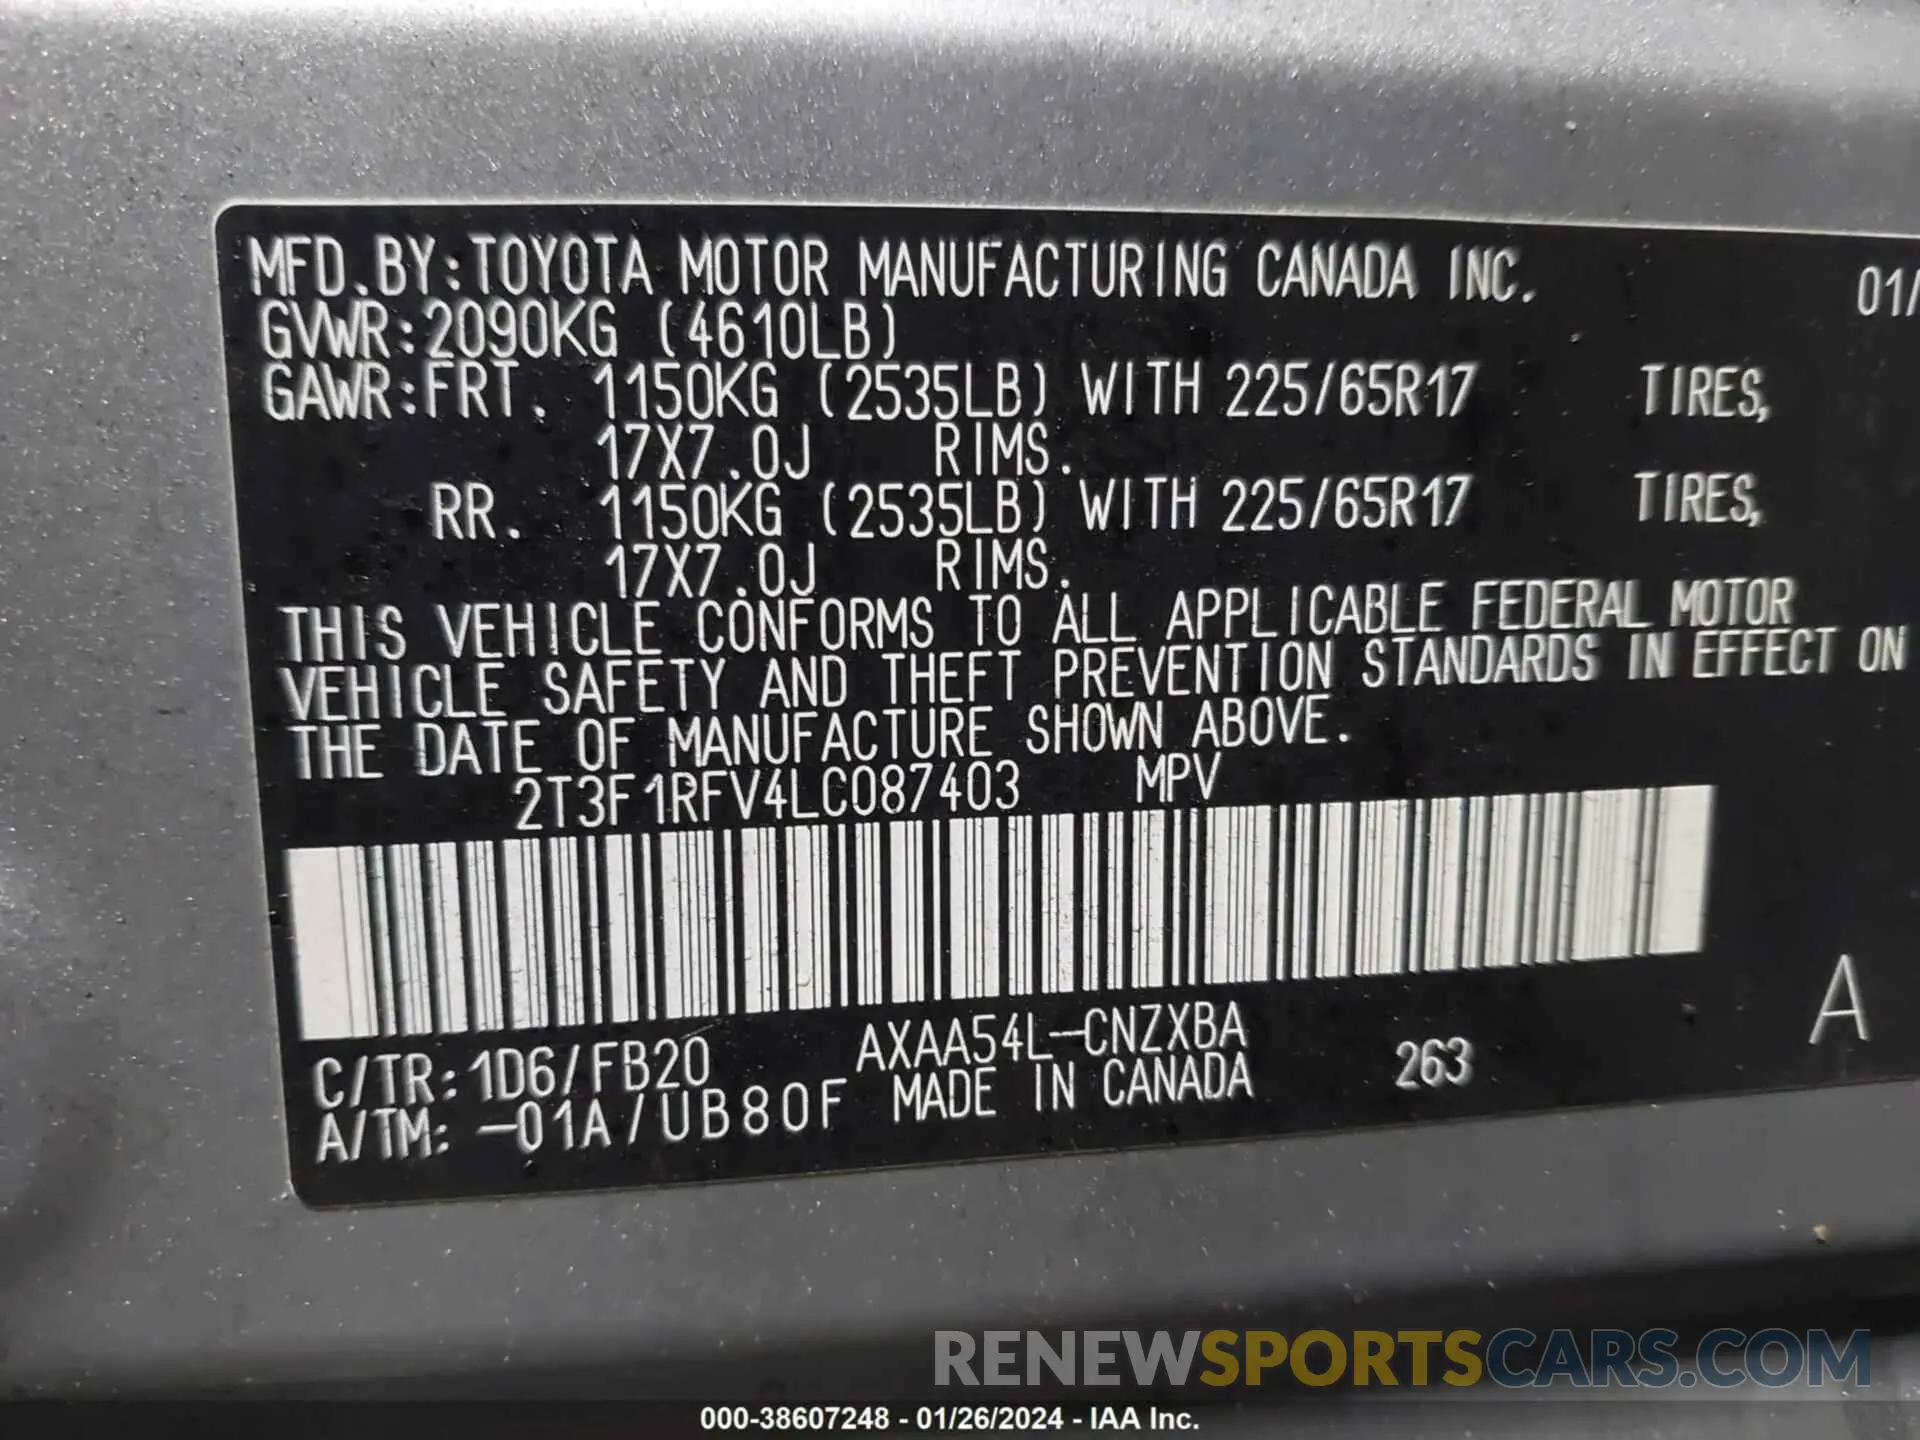 MFD.BY:TOYOTA MOTOR MANUFACTURING CANADA INC. 01/
GVWR:2090KG (4610LB)
GAWR:FRT. 1150KG (2535LB) WITH 225/65R17 TIRES,
17X7.0J RIMS.
RR. 1150KG (2535LB) WITH 225/65R17 TIRES,
17X7.0J RIMS.
THIS VEHICLE CONFORMS TO ALL APPLICABLE FEDERAL MOTOR
VEHICLE SAFETY AND THEFT PREVENTION STANDARDS IN EFFECT ON
THE DATE OF MANUFACTURE SHOWN ABOVE.
2T3F1RFV4LC087403 MPV
A
C/TR:1D6/FB20 AXAA54L-CNZXBA 263
A/TM: -01A/UB80F MADE IN CANADA
RENEWSPORTSCARS.COM
000-38607248 - 01/26/2024 - IAA Inc.